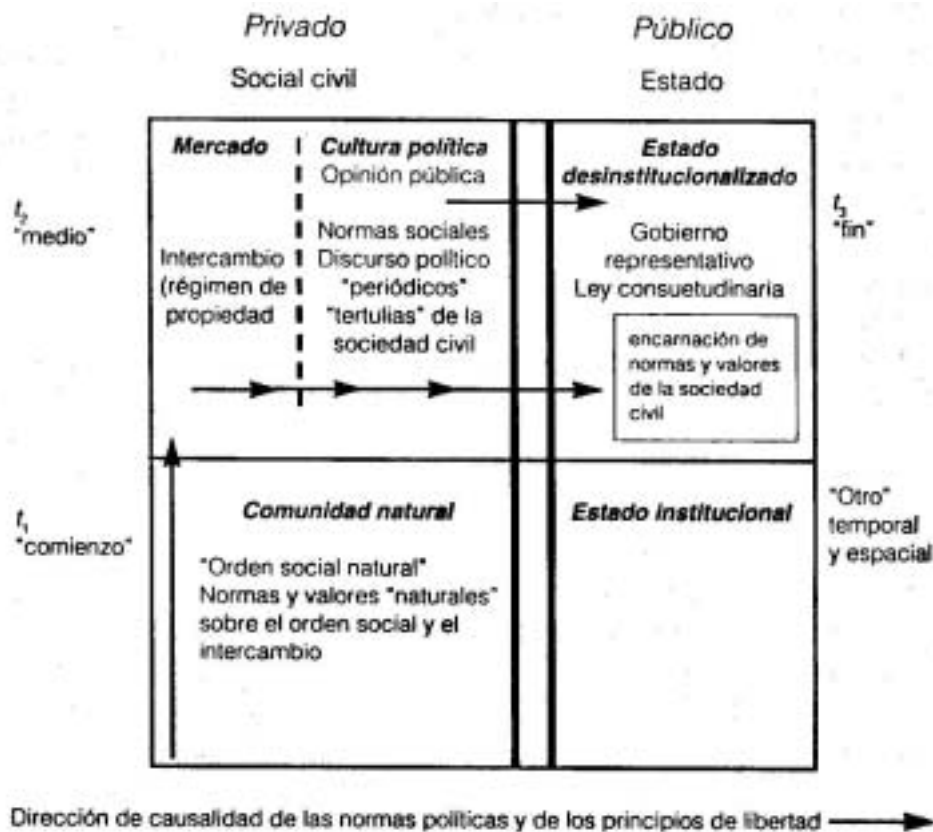 Privado
Público
Social civil
Estado
Mercado
Cultura política
Opinión pública
Estado
desinstitucionalizado
t2
"medio"
t3
"fin"
Intercambio
(régimen de
propiedad
Normas sociales
Discurso político
"periódicos"
"tertulias" de la
sociedad civil
Gobierno
representativo
Ley consuetudinaria
encarnación de
normas y valores
de la sociedad
civil
t1
"comienzo"
Comunidad natural
"Orden social natural"
Normas y valores "naturales"
sobre el orden social y el
intercambio
Estado institucional
"Otro"
temporal
y espacial
Dirección de causalidad de las normas políticas y de los principios de libertad